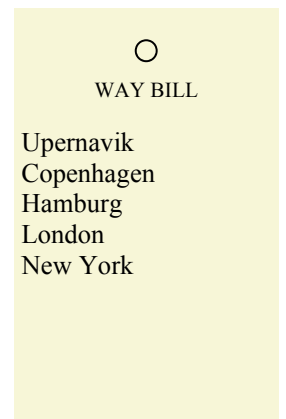 WAY BILL
Upernavik
Copenhagen
Hamburg
London
New York